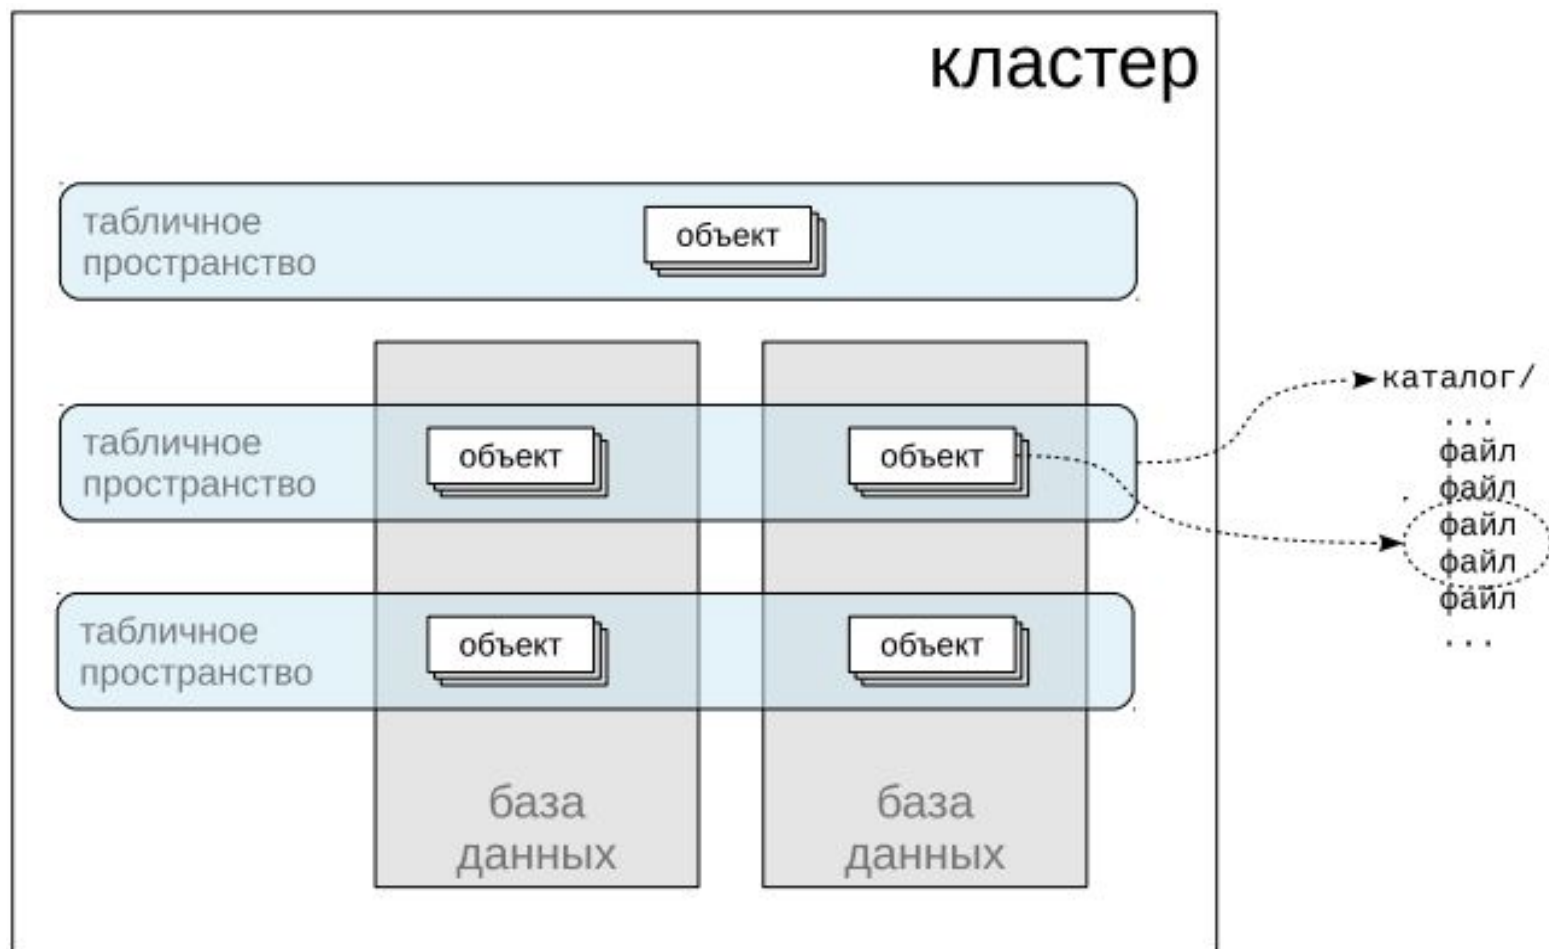 кластер
табличное
пространство
объект
табличное
пространство
объект
объект
каталог/
...
файл
файл
файл
файл
файл
...
табличное
пространство
объект
объект
база
данных
база
данных